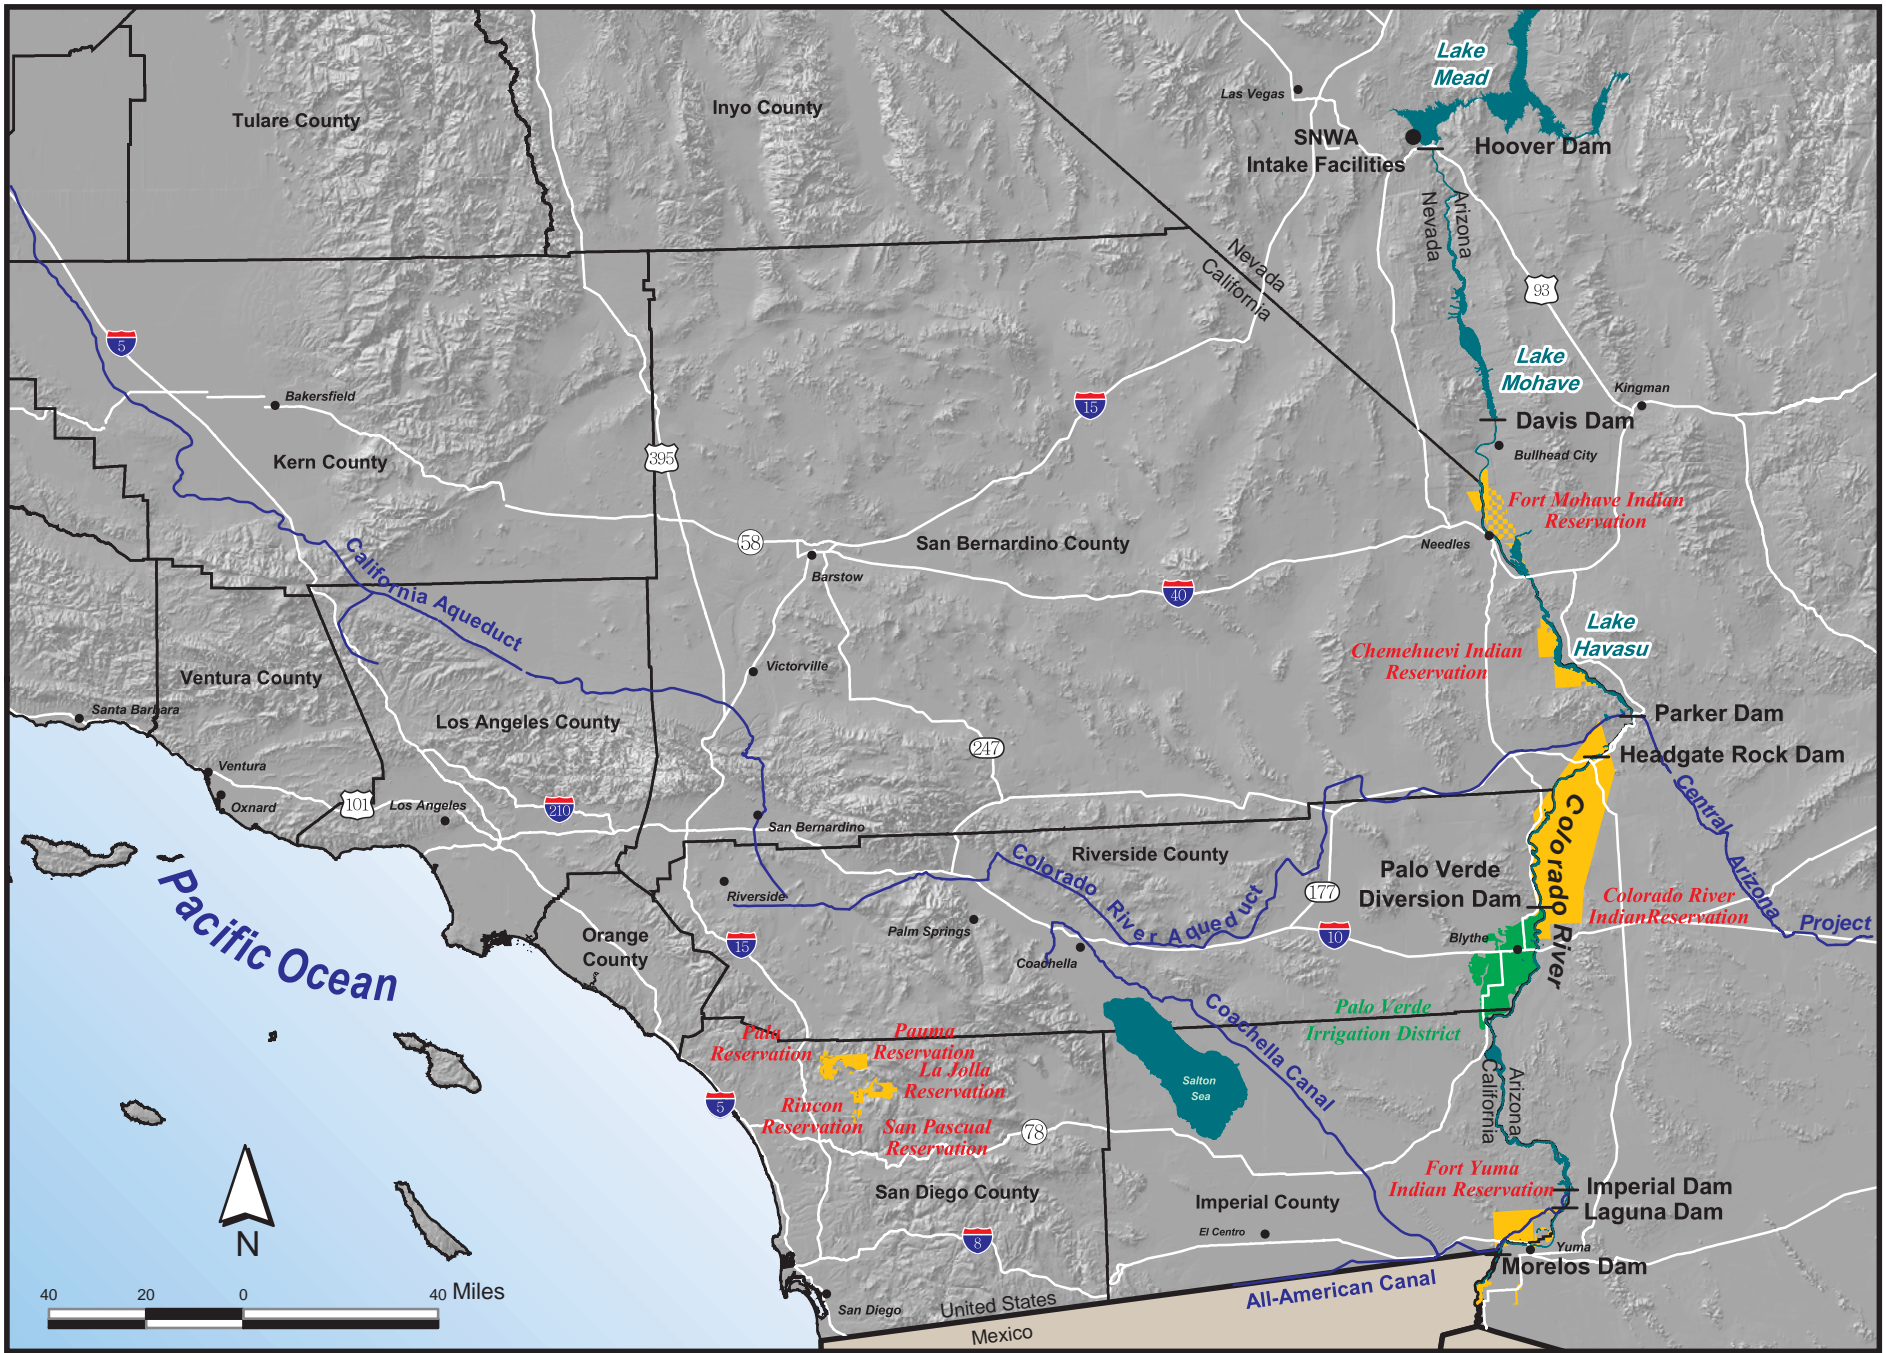 Lake
Mead
Las Vegas
Inyo County
Tulare County
SNWA
Intake Facilities
Hoover Dam
Arizona
Nevada
Nevada
California
93
5
Lake
Mohave
Kingman
Bakersfield
15
Davis Dam
Bullhead City
Kern County
395
Fort Mohave Indian
Reservation
58
San Bernardino County
Needles
Barstow
California Aqueduct
40
Lake
Havasu
Chemehuevi Indian
Reservation
Victorville
Ventura County
Santa Barbara
Los Angeles County
Parker Dam
247
Headgate Rock Dam
Ventura
Oxnard
101
Los Angeles
210
San Bernardino
Central Arizona Project
Colorado River
Riverside County
Colorado River Aqueduct
Palo Verde
Diversion Dam
177
Colorado River
IndianReservation
Riverside
Pacific Ocean
Orange
County
15
Palm Springs
10
Blythe
Coachella
Coachella Canal
Palo Verde
Irrigation District
Pala
Reservation
Pauma
Reservation
La Jolla
Reservation
Rincon
Reservation
San Pascual
Reservation
5
78
Salton
Sea
Arizona
California
Fort Yuma
Indian Reservation
Imperial Dam
Laguna Dam
San Diego County
Imperial County
El Centro
8
Yuma
Morelos Dam
All-American Canal
N
40 20 0 40 Miles
San Diego
United States
Mexico